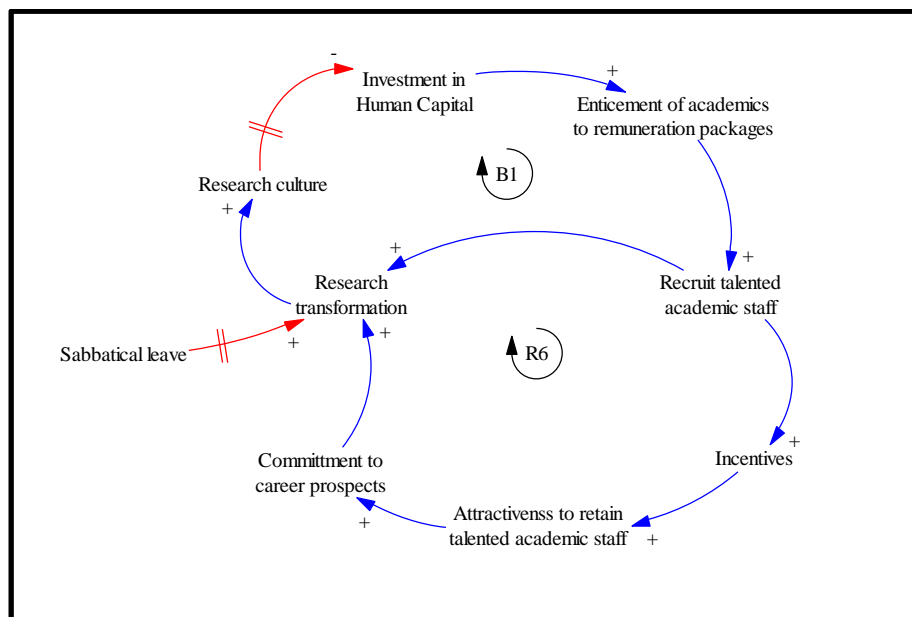 -
Investment in
Human Capital
+
Enticement of academics
to remuneration packages
B1
Research culture
+
+
+
Research
transformation
Recruit talented
academic staff
+
+
Sabbatical leave
R6
Committment to
career prospects
+
Incentives
+
Attractivenss to retain
talented academic staff
+